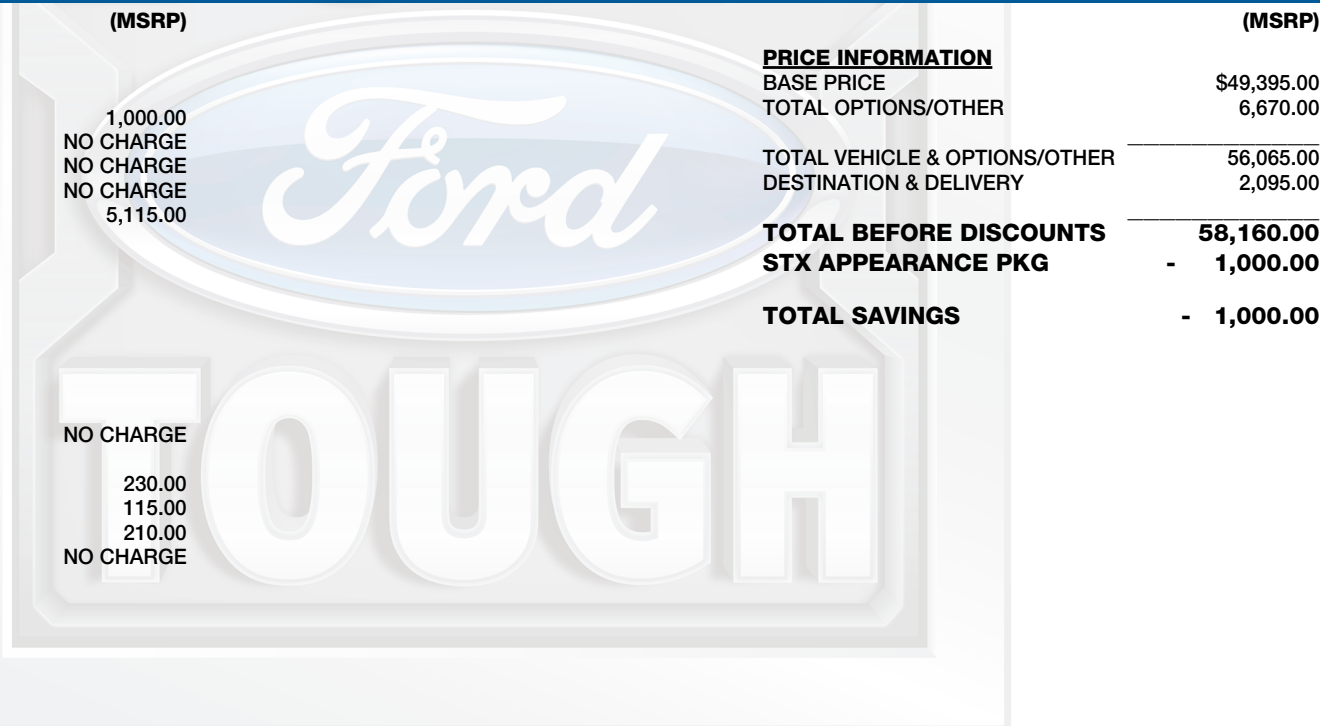 (MSRP)
1,000.00
NO CHARGE
NO CHARGE
NO CHARGE
5,115.00
NO CHARGE
230.00
115.00
210.00
NO CHARGE
Ford
TOUGH
(MSRP)
PRICE INFORMATION
BASE PRICE $49,395.00
TOTAL OPTIONS/OTHER 6,670.00
TOTAL VEHICLE & OPTIONS/OTHER 56,065.00
DESTINATION & DELIVERY 2,095.00
TOTAL BEFORE DISCOUNTS 58,160.00
STX APPEARANCE PKG - 1,000.00
TOTAL SAVINGS - 1,000.00